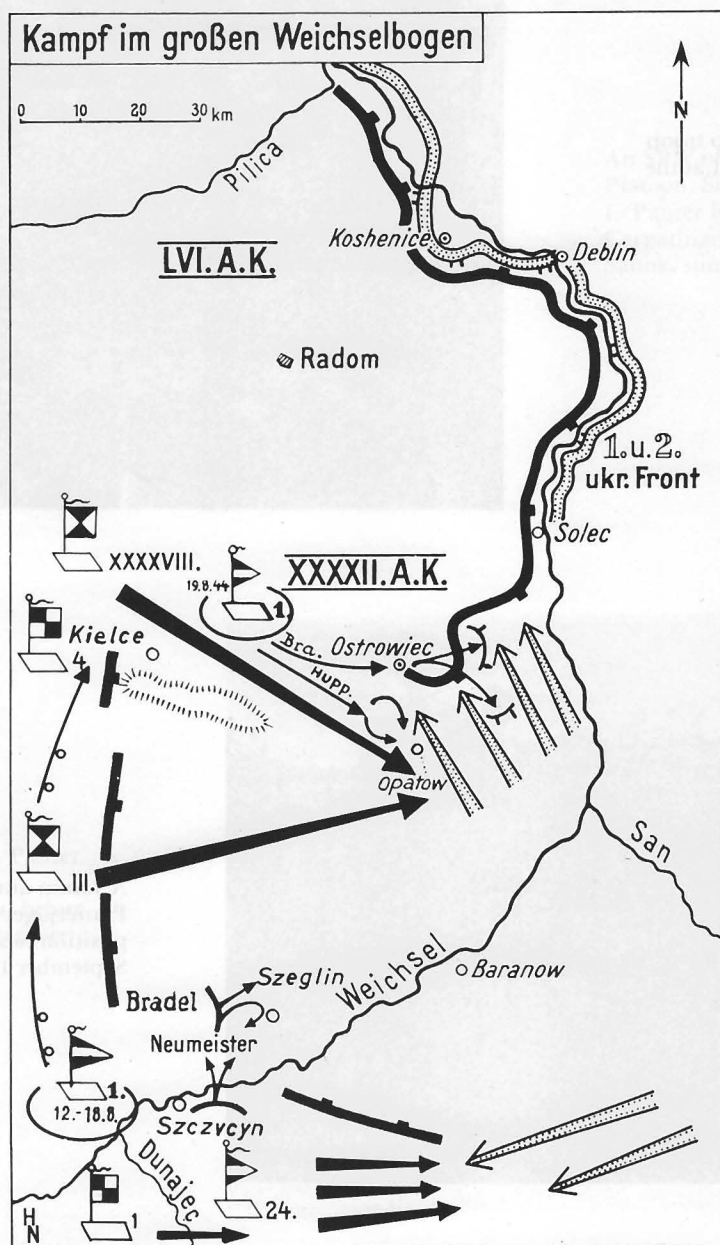 Kampf im großen Weichselbogen
0 10 20 30 km
N
Pilica
Koshenice
Deblin
LVI. A.K.
Radom
1. u. 2.
ukr. Front
Solec
XXXXVIII.
19.8.44
1.
XXXXII. A.K.
Kielce
4.
Bra.
Ostrowiec
Hupp.
Opatow
San
III.
Weichsel
Baranow
Szeglin
Bradel
Neumeister
1.
12.-18.8.
Szczvcyn
Dunajec
24.
1
H
N